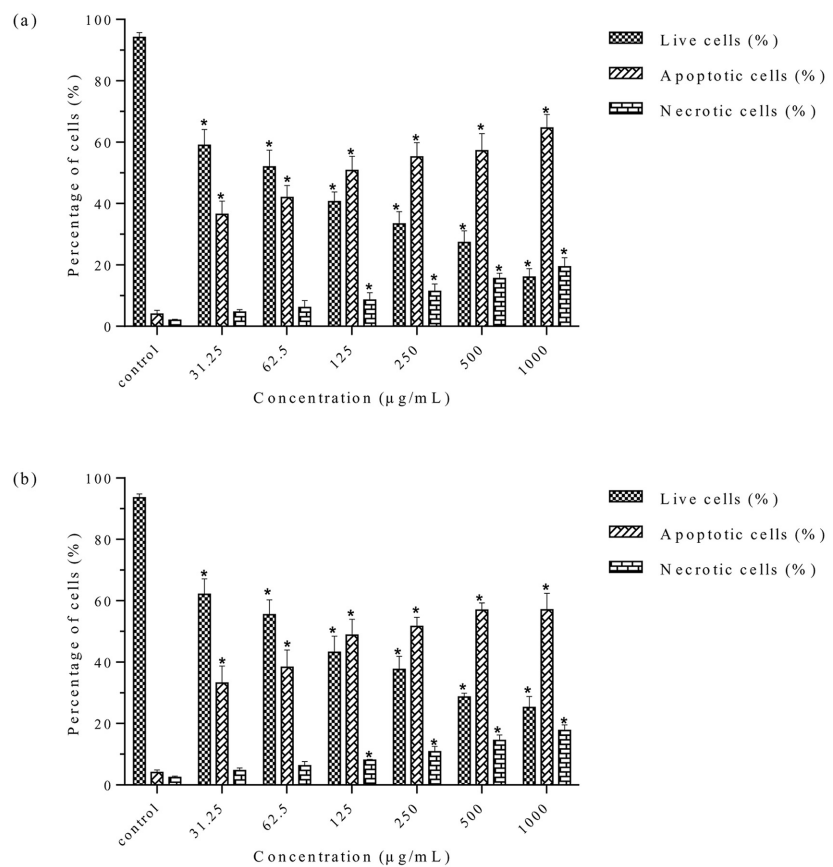 (a)
100
80
60
40
20
0
Percentage of cells (%)
* * * * * * * * * * * * * * * *
control 31.25 62.5 125 250 500 1000
Concentration (µg/mL)
Live cells (%)
Apoptotic cells (%)
Necrotic cells (%)
(b)
100
80
60
40
20
0
Percentage of cells (%)
* * * * * * * * * * * * * * * *
control 31.25 62.5 125 250 500 1000
Concentration (µg/mL)
Live cells (%)
Apoptotic cells (%)
Necrotic cells (%)